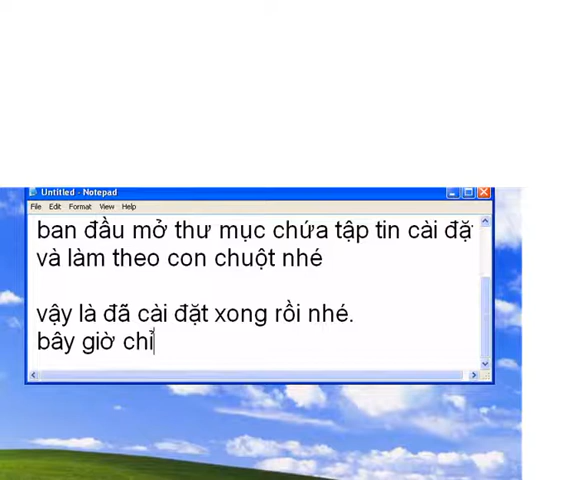 Untitled - Notepad
File Edit Format View Help
ban đầu mở thư mục chứa tập tin cài
và làm theo con chuột nhé
vậy là đã cài đặt xong rồi nhé.
bây giờ chỉ